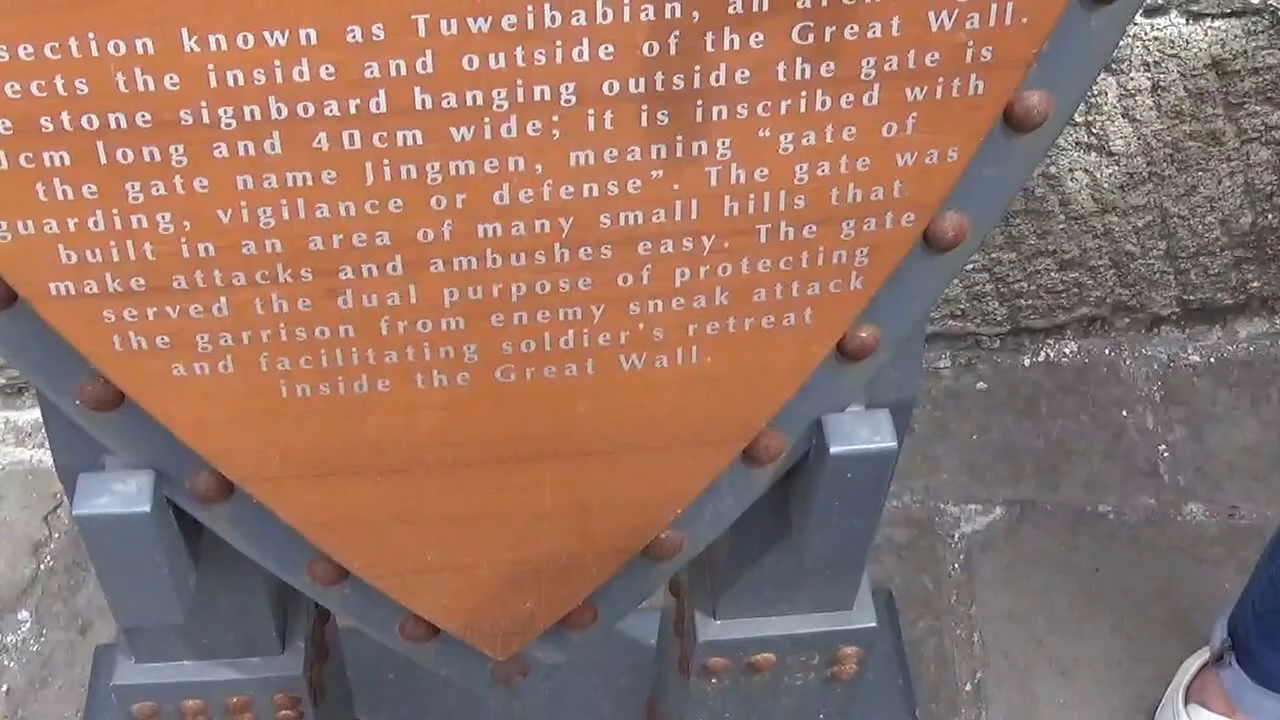 section known as Tuweibabian, an
ects the inside and outside of the Great Wall.
e stone signboard hanging outside the gate is
cm long and 4▯cm wide; it is inscribed with
the gate name Jingmen, meaning “gate of
guarding, vigilance or defense”. The gate was
built in an area of many small hills that
make attacks and ambushes easy. The gate
served the dual purpose of protecting
the garrison from enemy sneak attack
and facilitating soldier's retreat
inside the Great Wall.